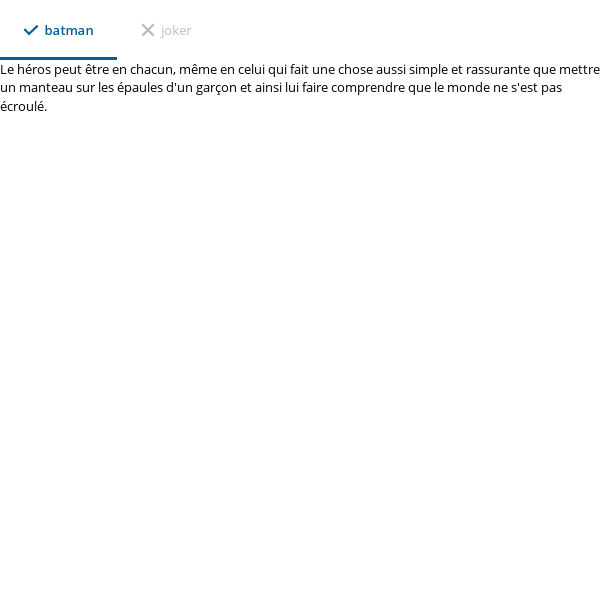 batman
joker
Le héros peut être en chacun, même en celui qui fait une chose aussi simple et rassurante que mettre
un manteau sur les épaules d'un garçon et ainsi lui faire comprendre que le monde ne s'est pas
écroulé.